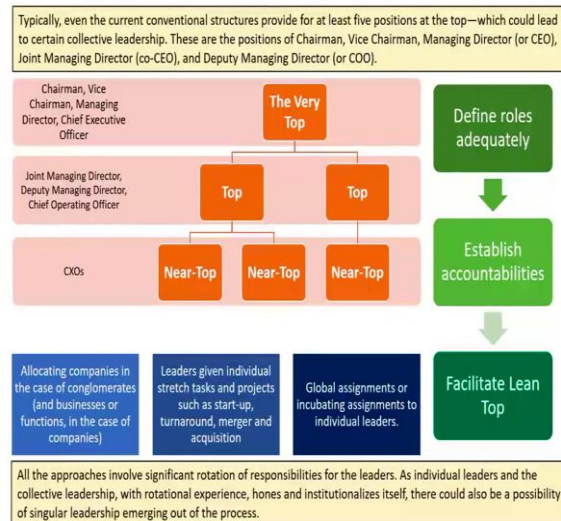 Typically, even the current conventional structures provide for at least five positions at the top—which could lead
to certain collective leadership. These are the positions of Chairman, Vice Chairman, Managing Director (or CEO),
Joint Managing Director (co-CEO), and Deputy Managing Director (or COO).
Chairman, Vice
Chairman, Managing
Director, Chief Executive
Officer
The Very
Top
Joint Managing Director,
Deputy Managing Director,
Chief Operating Officer
Top
Top
CXOs
Near-Top
Near-Top
Near-Top
Define roles
adequately
Establish
accountabilities
Facilitate Lean
Top
Allocating companies in
the case of conglomerates
(and businesses or
functions, in the case of
companies)
Leaders given individual
stretch tasks and projects
such as start-up,
turnaround, merger and
acquisition
Global assignments or
incubating assignments to
individual leaders.
All the approaches involve significant rotation of responsibilities for the leaders. As individual leaders and the
collective leadership, with rotational experience, hones and institutionalizes itself, there could also be a possibility
of singular leadership emerging out of the process.